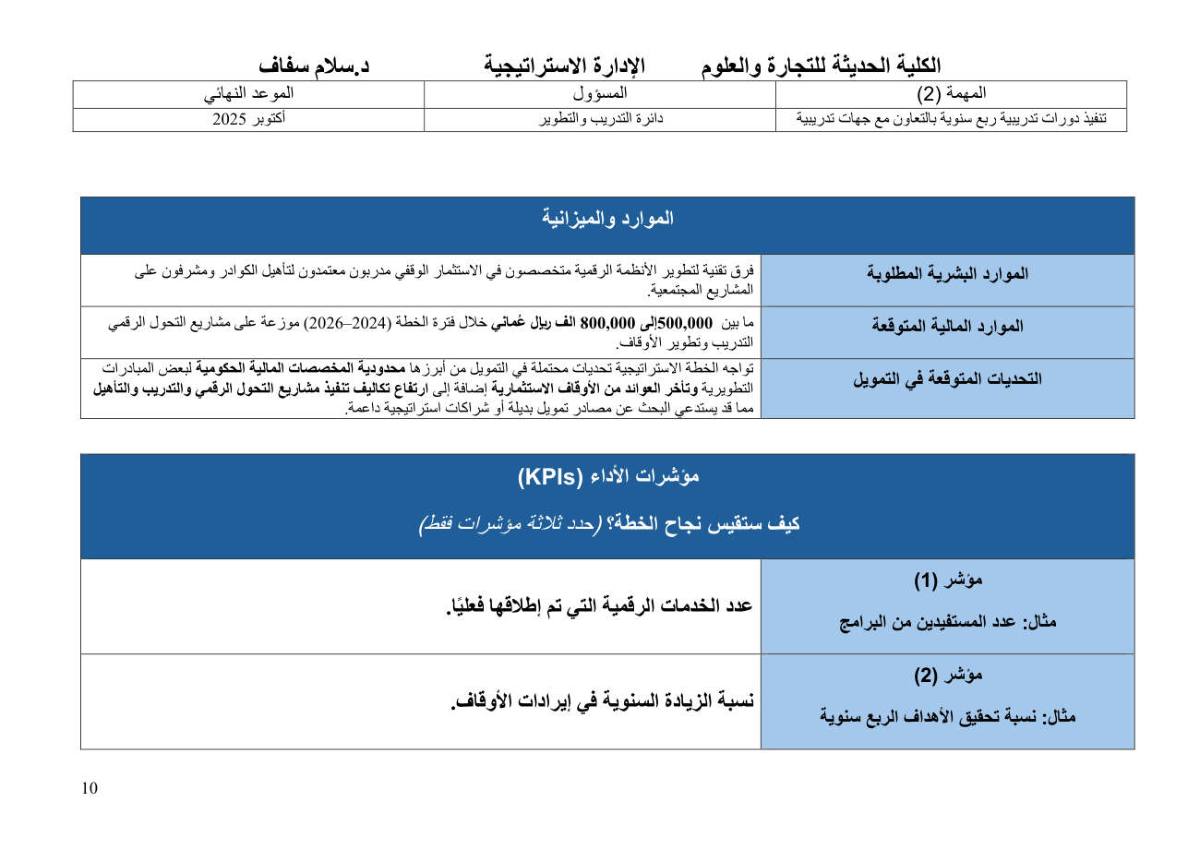 الكلية الحديثة للتجارة والعلوم الإدارة الاستراتيجية د.سلام سفاف
المهمة (2) المسؤول الموعد النهائي
تنفيذ دورات تدريبية ربع سنوية بالتعاون مع جهات تدريبية دائرة التدريب والتطوير أكتوبر 2025
الموارد والميزانية
الموارد البشرية المطلوبة
فرق تقنية لتطوير الأنظمة الرقمية متخصصون في الاستثمار الوقفي مدربون معتمدون لتأهيل الكوادر ومشرفون على
المشاريع المجتمعية.
الموارد المالية المتوقعة
ما بين 500,000إلى 800,000 الف ريال عُماني خلال فترة الخطة (2024–2026) موزعة على مشاريع التحول الرقمي
التدريب وتطوير الأوقاف.
التحديات المتوقعة في التمويل
تواجه الخطة الاستراتيجية تحديات محتملة في التمويل من أبرزها محدودية المخصصات المالية الحكومية لبعض المبادرات
التطويرية وتأخر العوائد من الأوقاف الاستثمارية إضافة إلى ارتفاع تكاليف تنفيذ مشاريع التحول الرقمي والتدريب والتأهيل
مما قد يستدعي البحث عن مصادر تمويل بديلة أو شراكات استراتيجية داعمة.
مؤشرات الأداء (KPIs)
كيف ستقيس نجاح الخطة؟ (حدد ثلاثة مؤشرات فقط)
مؤشر (1)
مثال: عدد المستفيدين من البرامج
عدد الخدمات الرقمية التي تم إطلاقها فعليًا.
مؤشر (2)
مثال: نسبة تحقيق الأهداف الربع سنوية
نسبة الزيادة السنوية في إيرادات الأوقاف.
10